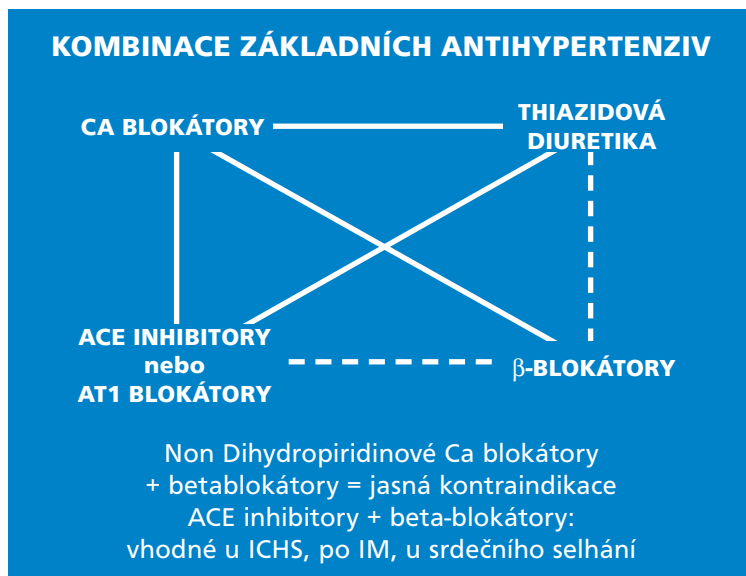 KOMBINACE ZÁKLADNÍCH ANTIHYPERTENZIV
CA BLOKÁTORY
THIAZIDOVÁ
DIURETIKA
ACE INHIBITORY
nebo
AT1 BLOKÁTORY
β-BLOKÁTORY
Non Dihydropiridinové Ca blokátory
+ betablokátory = jasná kontraindikace
ACE inhibitory + beta-blokátory:
vhodné u ICHS, po IM, u srdečního selhání